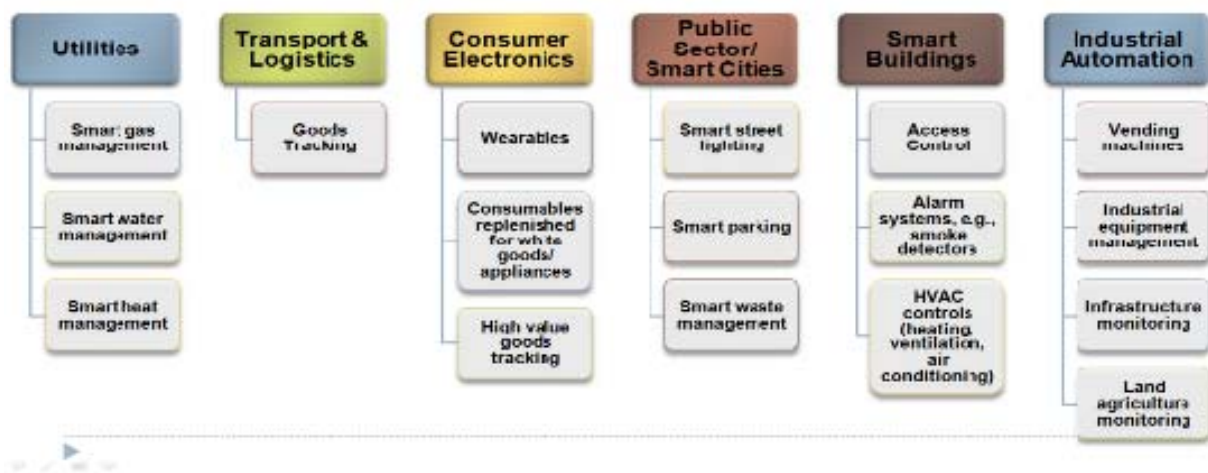 Utilities
Smart gas
management
Smart water
management
Smart heat
management
Transport &
Logistics
Goods
Tracking
Consumer
Electronics
Wearables
Consumables
replenished
for white
goods/
appliances
High value
goods
tracking
Public
Sector/
Smart Cities
Smart street
lighting
Smart parking
Smart waste
management
Smart
Buildings
Access
Control
Alarm
systems, e.g.,
smoke
detectors
HVAC
controls
(heating,
ventilation,
air
conditioning)
Industrial
Automation
Vending
machines
Industrial
equipment
management
Infrastructure
monitoring
Land
agriculture
monitoring